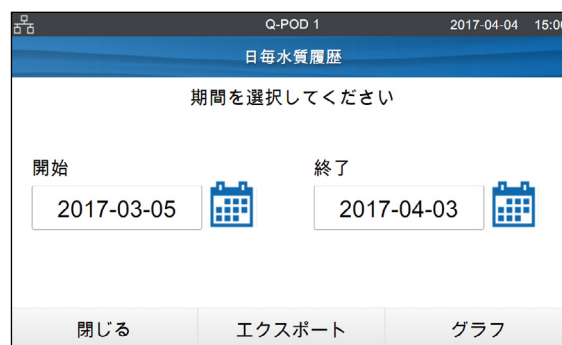 Q-POD 1 2017-04-04 15:00
日毎水質履歴
期間を選択してください
開始 終了
2017-03-05 2017-04-03
閉じる エクスポート グラフ